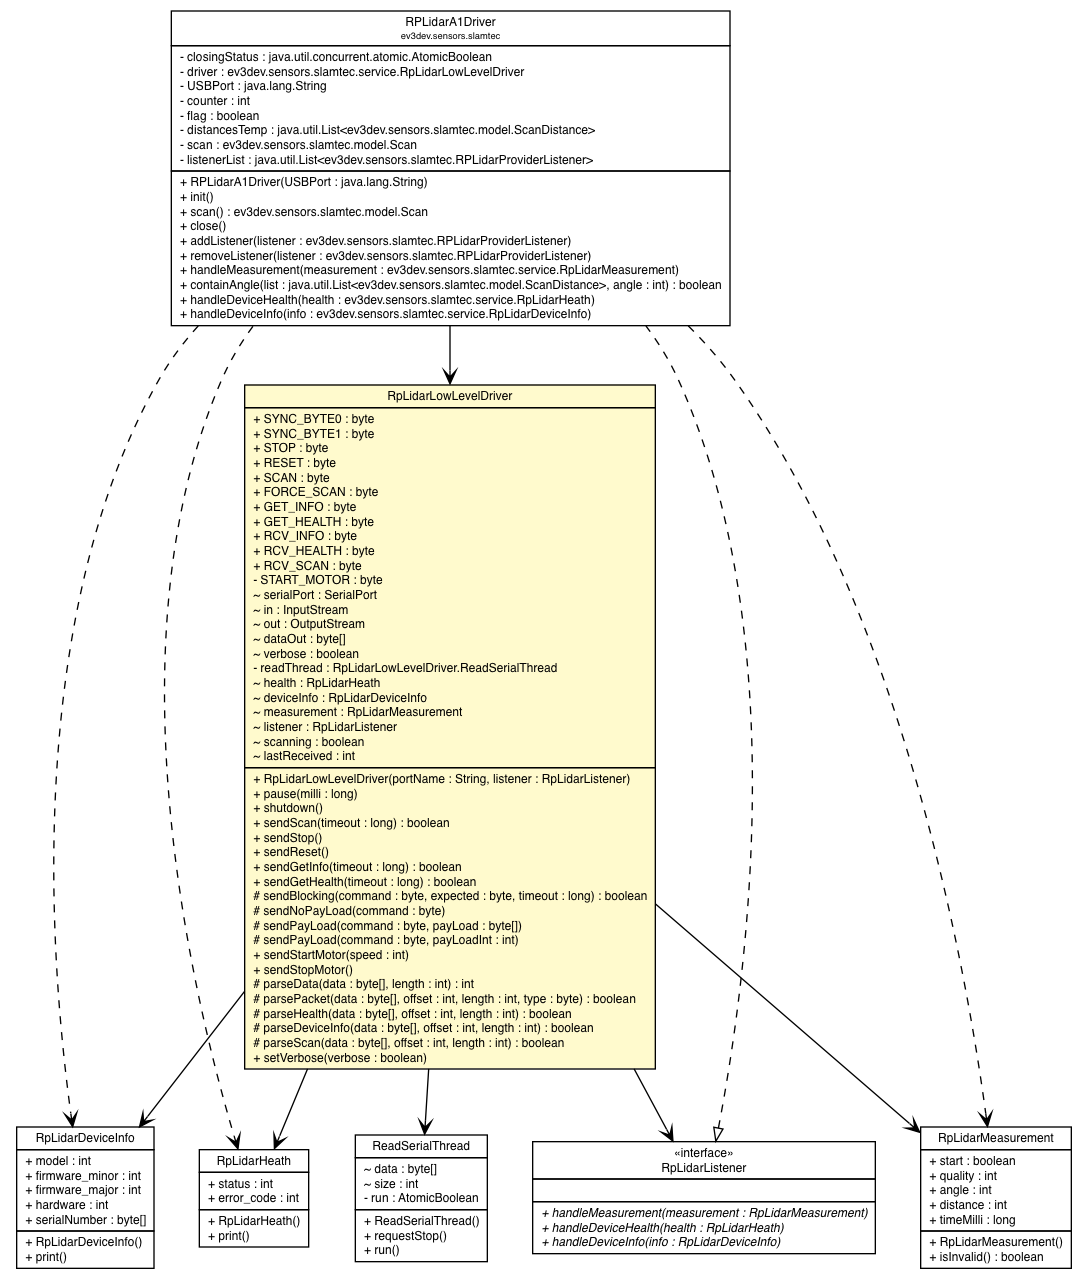 RPLidarA1Driver
ev3dev.sensors.slamtec
- closingStatus : java.util.concurrent.atomic.AtomicBoolean
- driver : ev3dev.sensors.slamtec.service.RpLidarLowLevelDriver
- USBPort : java.lang.String
- counter : int
- flag : boolean
- distancesTemp : java.util.List<ev3dev.sensors.slamtec.model.ScanDistance>
- scan : ev3dev.sensors.slamtec.model.Scan
- listenerList : java.util.List<ev3dev.sensors.slamtec.RPLidarProviderListener>
+ RPLidarA1Driver(USBPort : java.lang.String)
+ init()
+ scan() : ev3dev.sensors.slamtec.model.Scan
+ close()
+ addListener(listener : ev3dev.sensors.slamtec.RPLidarProviderListener)
+ removeListener(listener : ev3dev.sensors.slamtec.RPLidarProviderListener)
+ handleMeasurement(measurement : ev3dev.sensors.slamtec.service.RpLidarMeasurement)
+ containAngle(list : java.util.List<ev3dev.sensors.slamtec.model.ScanDistance>, angle : int) : boolean
+ handleDeviceHealth(health : ev3dev.sensors.slamtec.service.RpLidarHeath)
+ handleDeviceInfo(info : ev3dev.sensors.slamtec.service.RpLidarDeviceInfo)
RpLidarLowLevelDriver
+ SYNC_BYTE0 : byte
+ SYNC_BYTE1 : byte
+ STOP : byte
+ RESET : byte
+ SCAN : byte
+ FORCE_SCAN : byte
+ GET_INFO : byte
+ GET_HEALTH : byte
+ RCV_INFO : byte
+ RCV_HEALTH : byte
+ RCV_SCAN : byte
- START_MOTOR : byte
~ serialPort : SerialPort
~ in : InputStream
~ out : OutputStream
~ dataOut : byte[]
~ verbose : boolean
- readThread : RpLidarLowLevelDriver.ReadSerialThread
~ health : RpLidarHeath
~ deviceInfo : RpLidarDeviceInfo
~ measurement : RpLidarMeasurement
~ listener : RpLidarListener
~ scanning : boolean
~ lastReceived : int
+ RpLidarLowLevelDriver(portName : String, listener : RpLidarListener)
+ pause(milli : long)
+ shutdown()
+ sendScan(timeout : long) : boolean
+ sendStop()
+ sendReset()
+ sendGetInfo(timeout : long) : boolean
+ sendGetHealth(timeout : long) : boolean
# sendBlocking(command : byte, expected : byte, timeout : long) : boolean
# sendNoPayLoad(command : byte)
# sendPayLoad(command : byte, payLoad : byte[])
# sendPayLoad(command : byte, payLoadInt : int)
+ sendStartMotor(speed : int)
+ sendStopMotor()
# parseData(data : byte[], length : int) : int
# parsePacket(data : byte[], offset : int, length : int, type : byte) : boolean
# parseHealth(data : byte[], offset : int, length : int) : boolean
# parseDeviceInfo(data : byte[], offset : int, length : int) : boolean
# parseScan(data : byte[], offset : int, length : int) : boolean
+ setVerbose(verbose : boolean)
RpLidarDeviceInfo
+ model : int
+ firmware_minor : int
+ firmware_major : int
+ hardware : int
+ serialNumber : byte[]
+ RpLidarDeviceInfo()
+ print()
RpLidarHeath
+ status : int
+ error_code : int
+ RpLidarHeath()
+ print()
ReadSerialThread
~ data : byte[]
~ size : int
- run : AtomicBoolean
+ ReadSerialThread()
+ requestStop()
+ run()
«interface»
RpLidarListener
+ handleMeasurement(measurement : RpLidarMeasurement)
+ handleDeviceHealth(health : RpLidarHeath)
+ handleDeviceInfo(info : RpLidarDeviceInfo)
RpLidarMeasurement
+ start : boolean
+ quality : int
+ angle : int
+ distance : int
+ timeMilli : long
+ RpLidarMeasurement()
+ isInvalid() : boolean